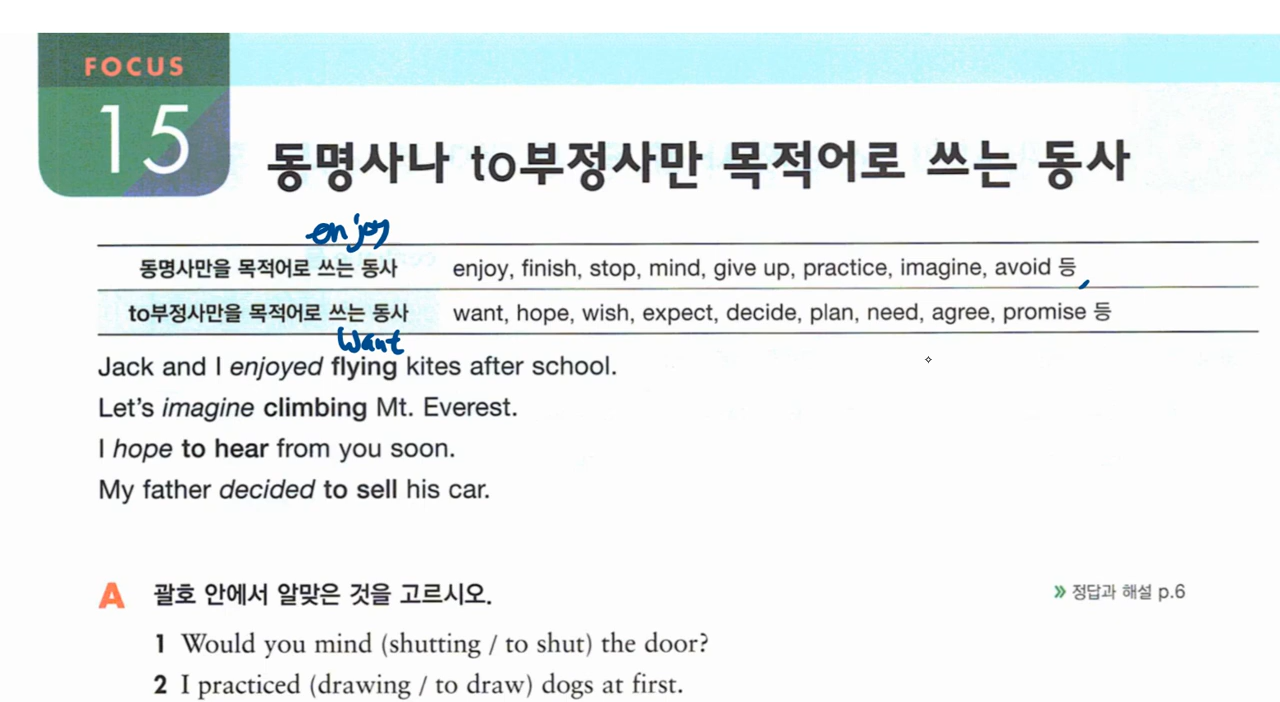 FOCUS
15
동명사나 to부정사만 목적어로 쓰는 동사
enjoy
동명사만을 목적어로 쓰는 동사 enjoy, finish, stop, mind, give up, practice, imagine, avoid 등
to부정사만을 목적어로 쓰는 동사 want, hope, wish, expect, decide, plan, need, agree, promise 등
want
Jack and I enjoyed flying kites after school.
Let's imagine climbing Mt. Everest.
I hope to hear from you soon.
My father decided to sell his car.
A 괄호 안에서 알맞은 것을 고르시오.
» 정답과 해설 p.6
1 Would you mind (shutting / to shut) the door?
2 I practiced (drawing / to draw) dogs at first.